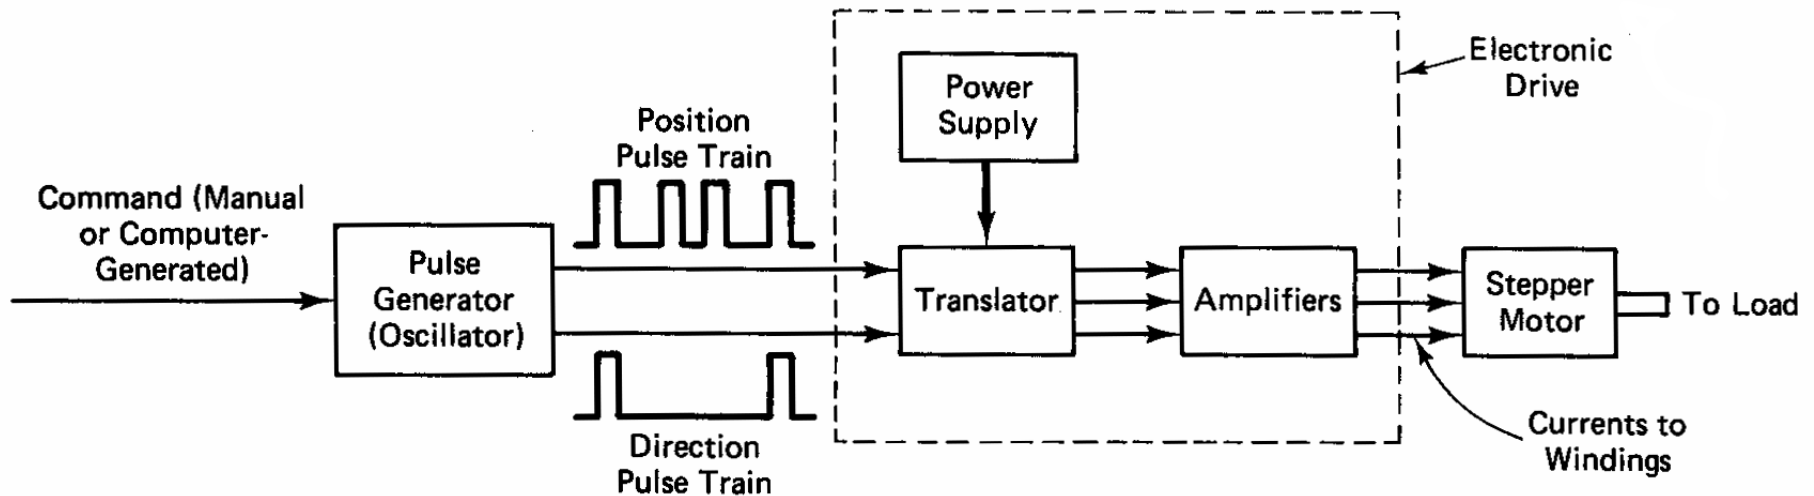 Command (Manual
or Computer-
Generated)
Pulse
Generator
(Oscillator)
Position
Pulse Train
Direction
Pulse Train
Power
Supply
Translator
Amplifiers
Electronic
Drive
Stepper
Motor
To Load
Currents to
Windings